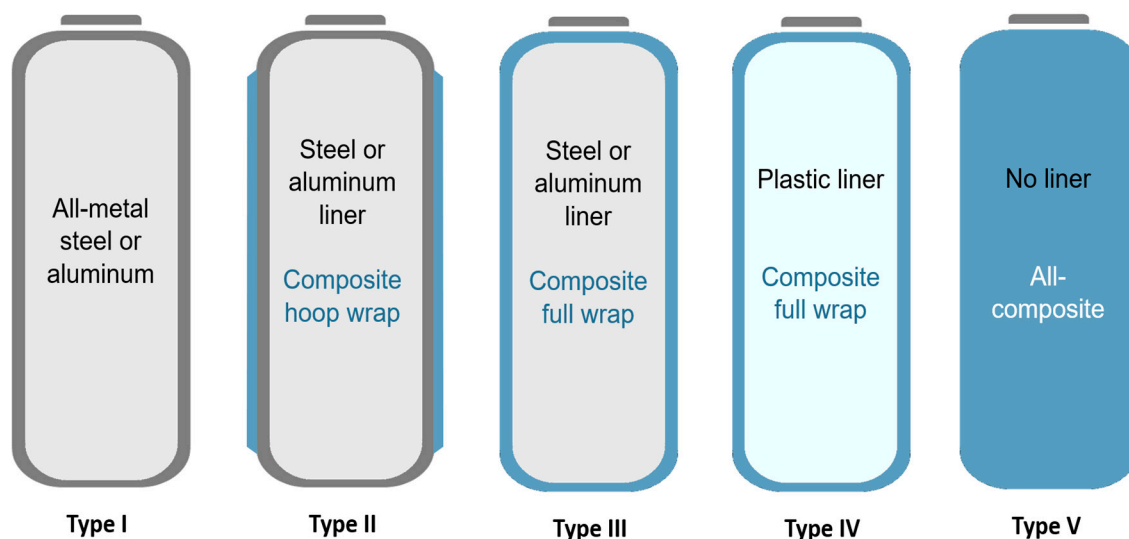 All-metal
steel or
aluminum
Type I
Steel or
aluminum
liner
Composite
hoop wrap
Type II
Steel or
aluminum
liner
Composite
full wrap
Type III
Plastic liner
Composite
full wrap
Type IV
No liner
All-
composite
Type V